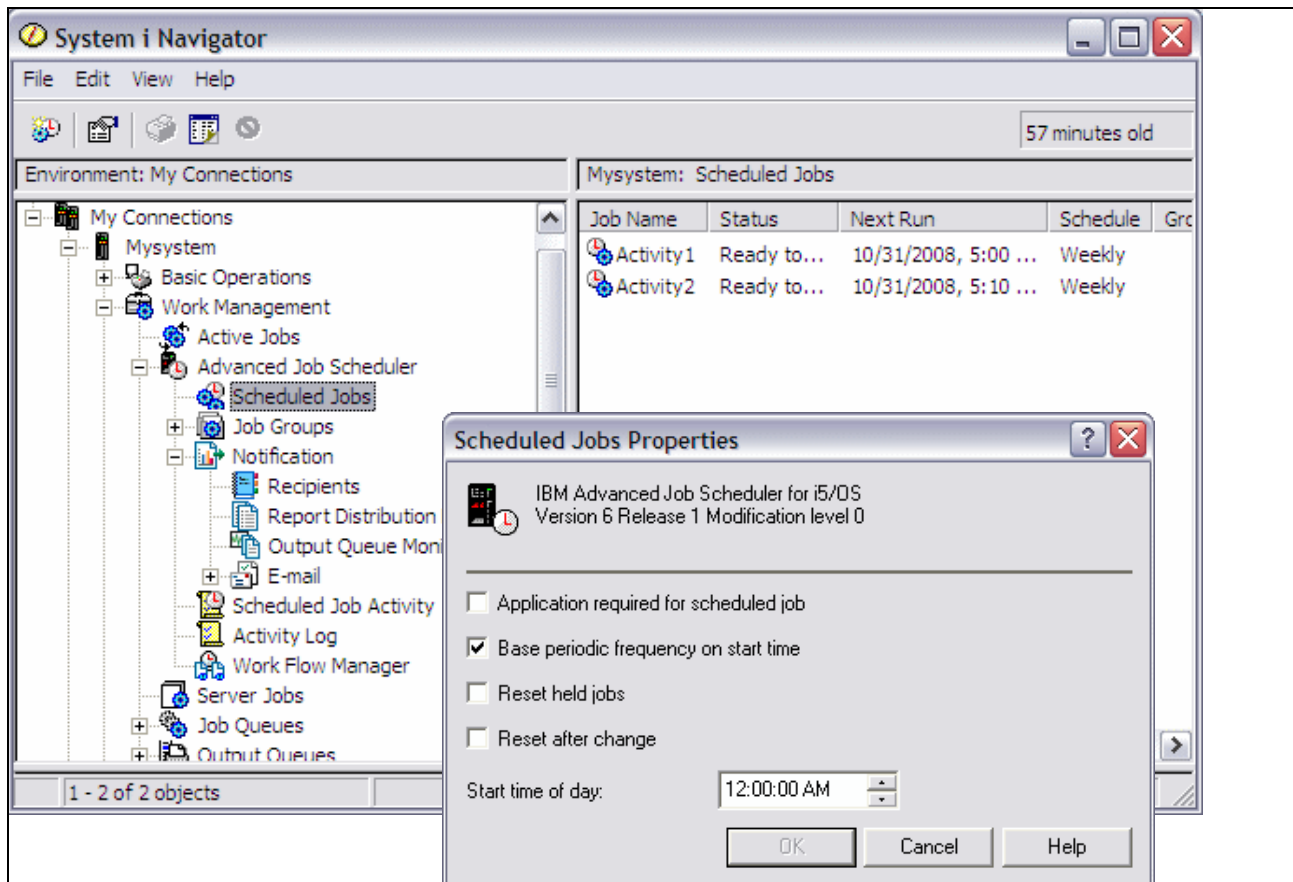 System i Navigator
File Edit View Help
57 minutes old
Environment: My Connections
Mysystem: Scheduled Jobs
My Connections
Mysystem
Basic Operations
Work Management
Active Jobs
Advanced Job Scheduler
Scheduled Jobs
Job Groups
Notification
Recipients
Report Distribution
Output Queue Moni
E-mail
Scheduled Job Activity
Activity Log
Work Flow Manager
Server Jobs
Job Queues
Output Queues
Job Name Status Next Run Schedule Gro
Activity1 Ready to... 10/31/2008, 5:00 ... Weekly
Activity2 Ready to... 10/31/2008, 5:10 ... Weekly
1 - 2 of 2 objects
Scheduled Jobs Properties
IBM Advanced Job Scheduler for i5/OS
Version 6 Release 1 Modification level 0
Application required for scheduled job
Base periodic frequency on start time
Reset held jobs
Reset after change
Start time of day: 12:00:00 AM
OK Cancel Help